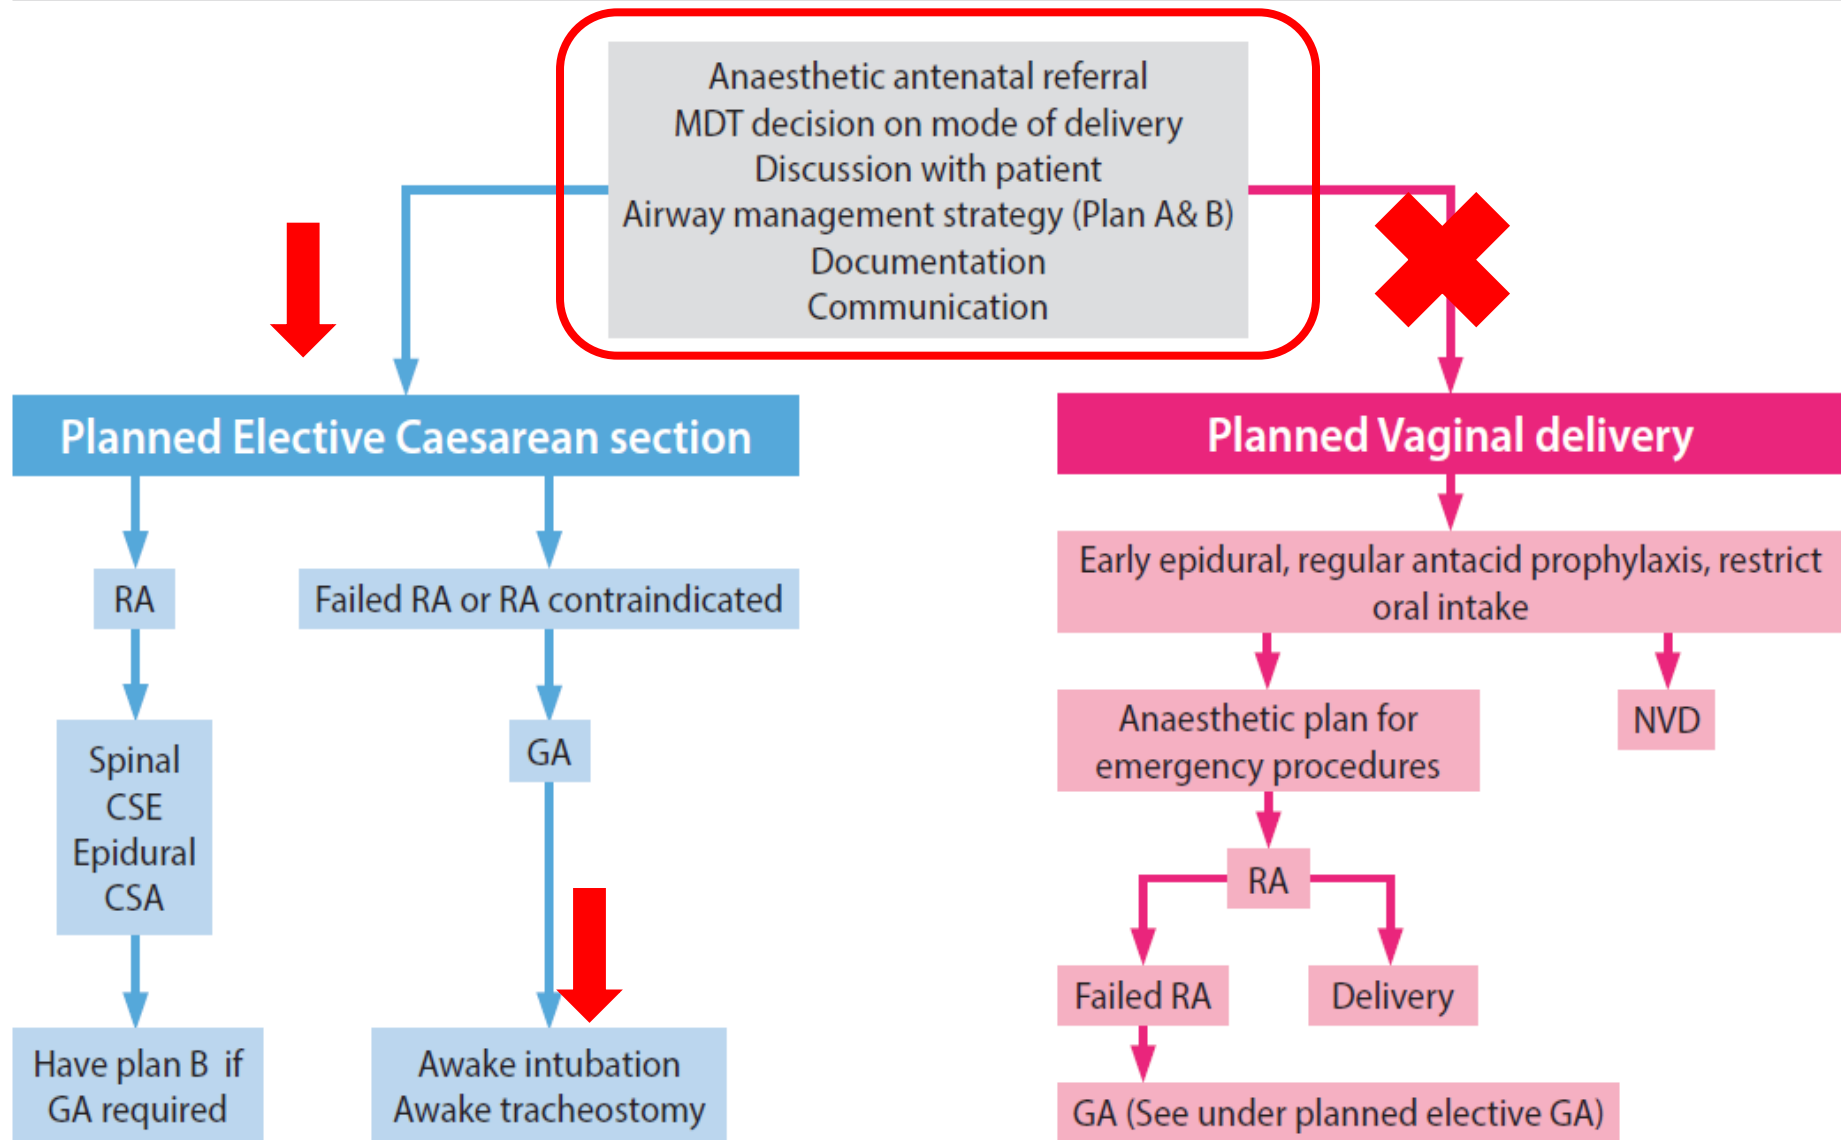 Anaesthetic antenatal referral
MDT decision on mode of delivery
Discussion with patient
Airway management strategy (Plan A& B)
Documentation
Communication
Planned Elective Caesarean section
RA
Failed RA or RA contraindicated
Spinal
CSE
Epidural
CSA
GA
Have plan B if
GA required
Awake intubation
Awake tracheostomy
Planned Vaginal delivery
Early epidural, regular antacid prophylaxis, restrict
oral intake
Anaesthetic plan for
emergency procedures
NVD
RA
Failed RA
Delivery
GA (See under planned elective GA)